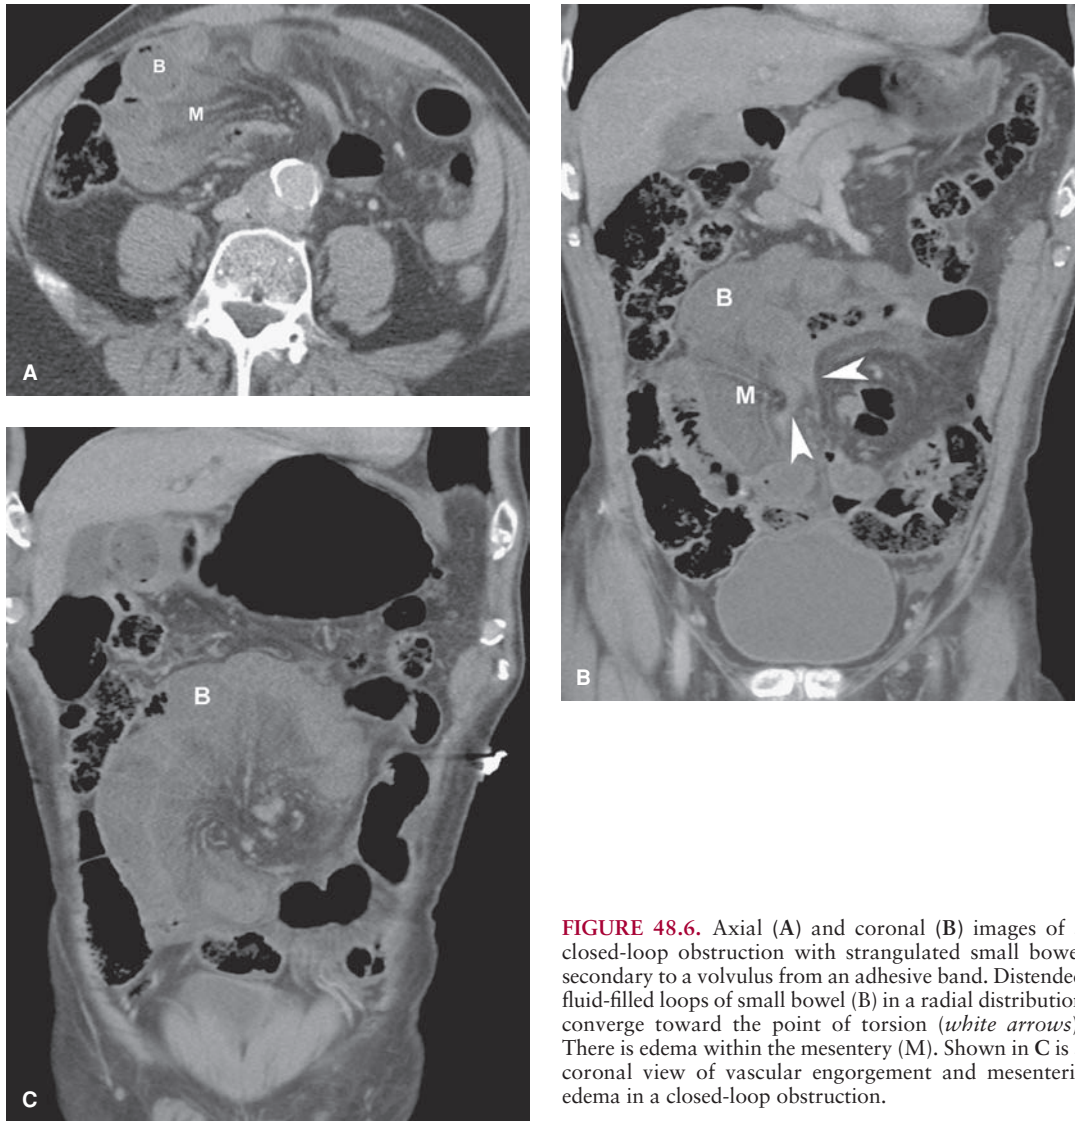 B
M
A
B
M
B
B
C
FIGURE 48.6. Axial (A) and coronal (B) images of
closed-loop obstruction with strangulated small bowe
secondary to a volvulus from an adhesive band. Distended
fluid-filled loops of small bowel (B) in a radial distribution
converge toward the point of torsion (white arrows)
There is edema within the mesentery (M). Shown in C is
coronal view of vascular engorgement and mesenteri
edema in a closed-loop obstruction.